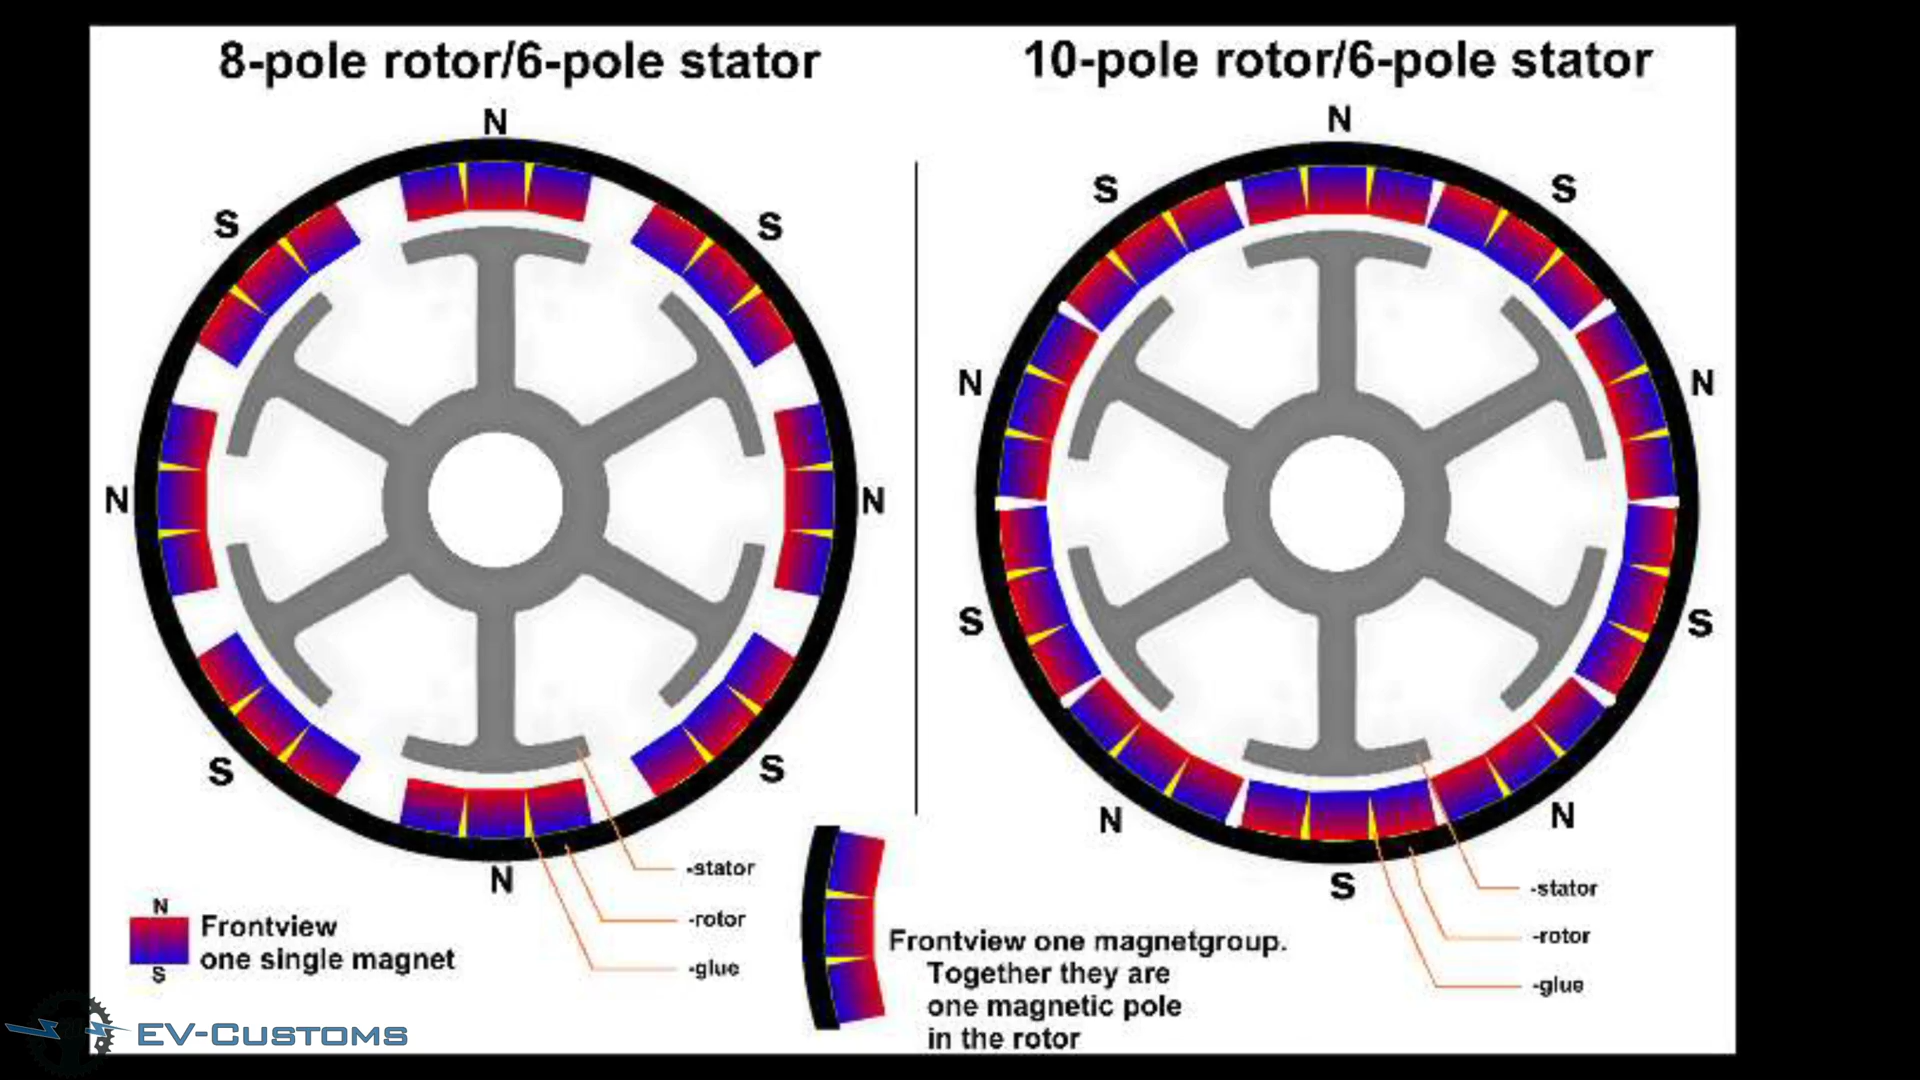 8-pole rotor/6-pole stator
N
S
S
N
N
S
S
N
-stator
-rotor
-glue
N
Frontview
one single magnet
S
10-pole rotor/6-pole stator
N
S
S
N
N
S
S
N
N
S
-stator
-rotor
-glue
Frontview one magnetgroup.
Together they are
one magnetic pole
in the rotor
EV-CUSTOMS